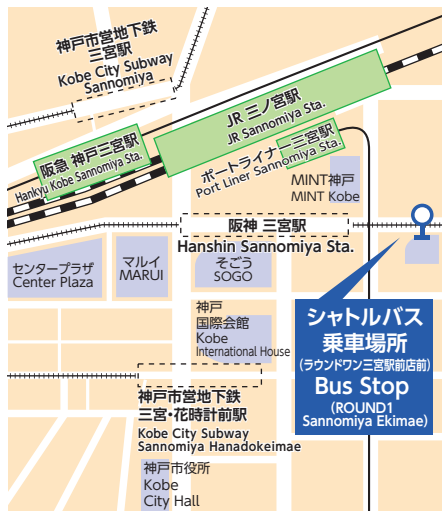 神戸市営地下鉄
三宮駅
Kobe City Subway
Sannomiya
JR 三ノ宮駅
JR Sannomiya Sta.
阪急 神戸三宮駅
Hankyu Kobe Sannomiya Sta.
ポートライナー三宮駅
Port Liner Sannomiya Sta.
MINT神戸
MINT Kobe
阪神 三宮駅
Hanshin Sannomiya Sta.
センタープラザ
Center Plaza
マルイ
MARUI
そごう
SOGO
シャトルバス
乗車場所
(ラウンドワン三宮駅前店前)
Bus Stop
(ROUND1
Sannomiya Ekimae)
神戸
国際会館
Kobe
International House
神戸市営地下鉄
三宮・花時計前駅
Kobe City Subway
Sannomiya Hanadokeimae
神戸市役所
Kobe
City Hall